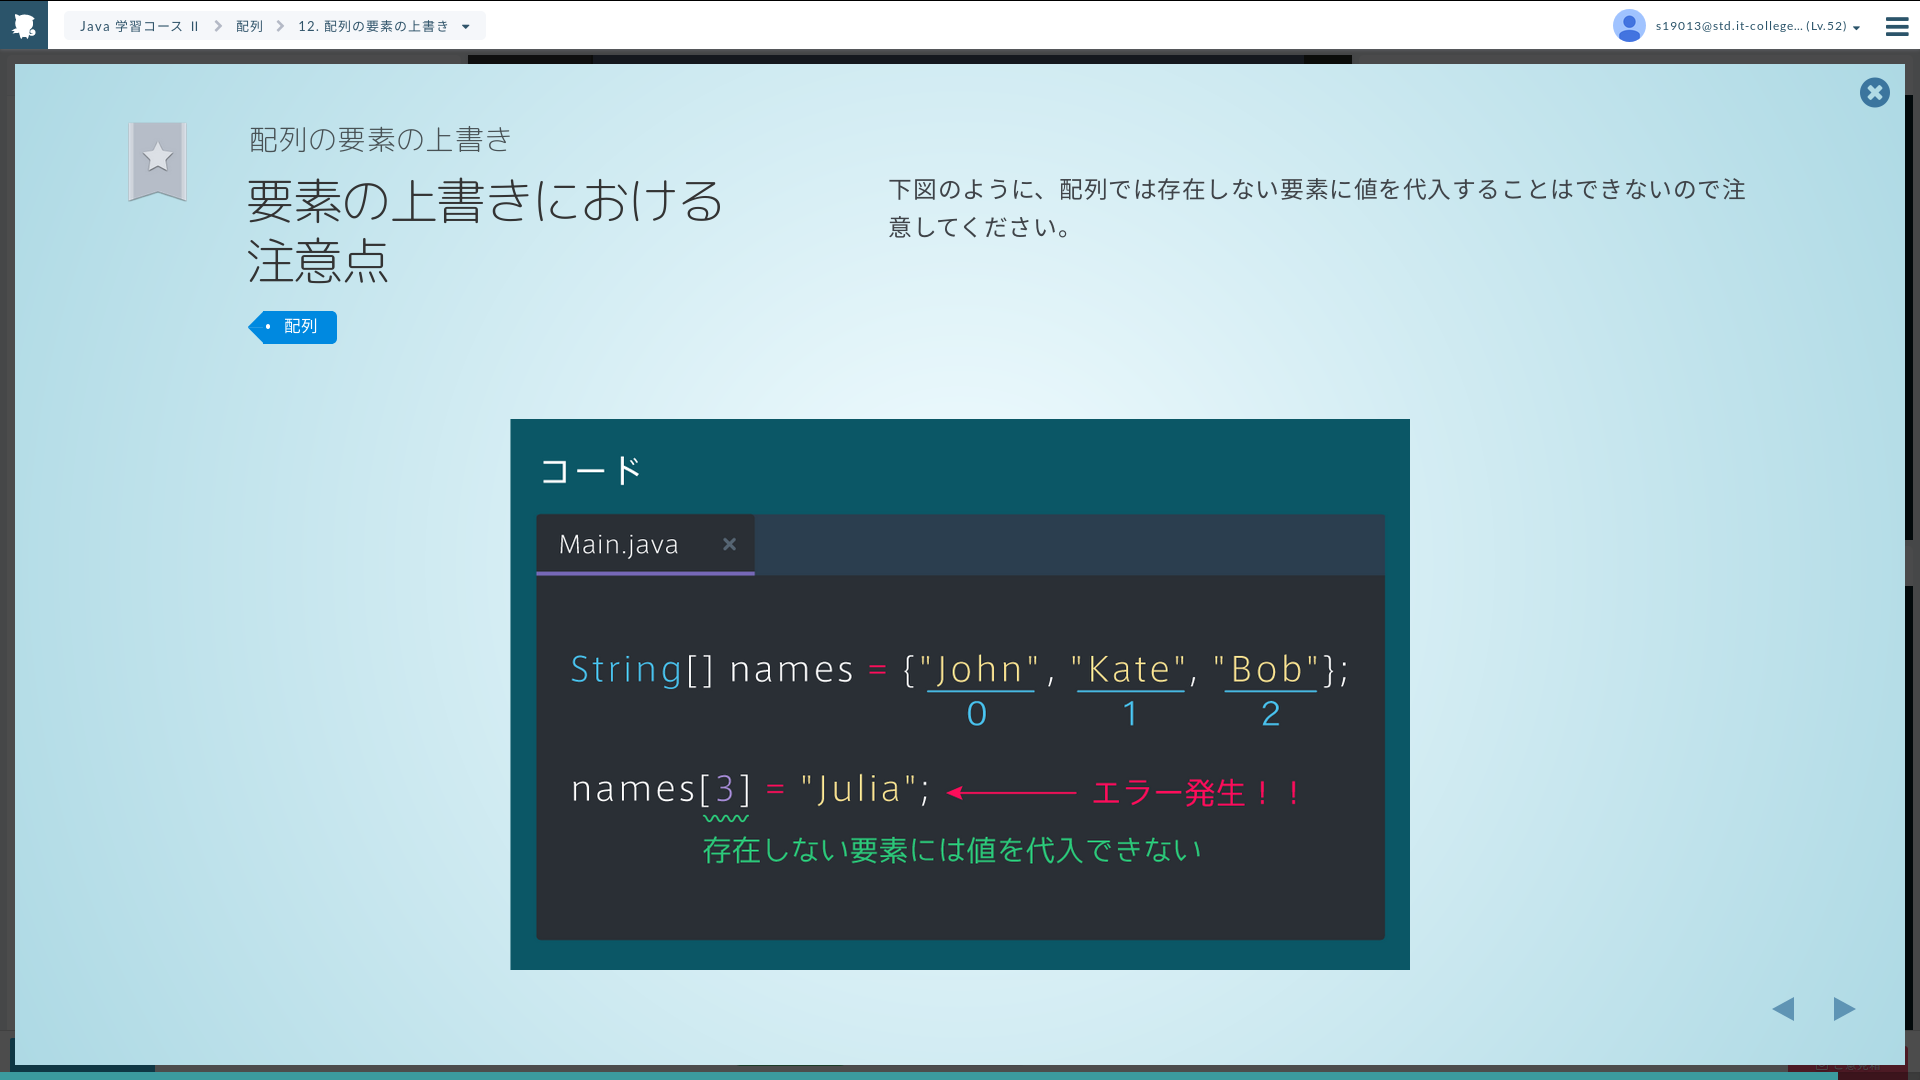 Java 学習コース Ⅱ 配列 12. 配列の要素の上書き
s19013@std.it-college... (Lv.52)
配列の要素の上書き
要素の上書きにおける
注意点
配列
下図のように、配列では存在しない要素に値を代入することはできないので注
意してください。
コード
Main.java
String[] names = {"John", "Kate", "Bob"};
0 1 2
names[3] = "Julia"; エラー発生！！
存在しない要素には値を代入できない